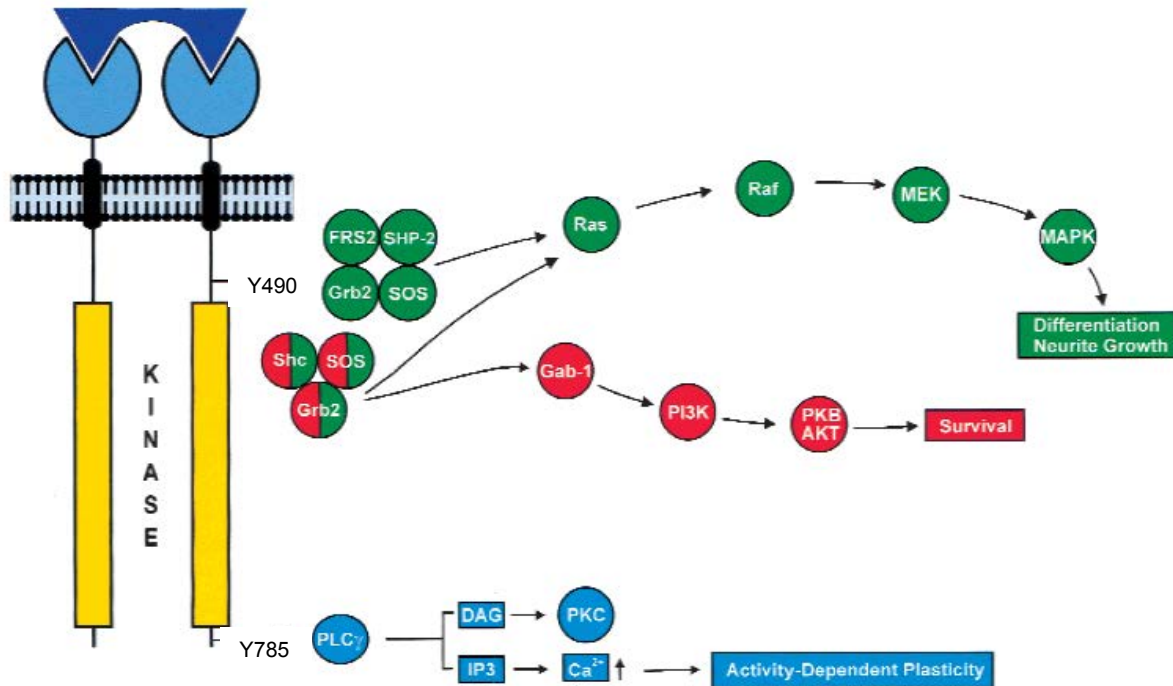 FRS2
SHP-2
Grb2
SOS
Ras
Raf
MEK
MAPK
Differentiation
Neurite Growth
Y490
Shc
SOS
Grb2
Gab-1
PI3K
PKB
AKT
Survival
K
I
N
A
S
E
Y785
PLCγ
DAG
PKC
IP3
Ca²⁺
Activity-Dependent Plasticity